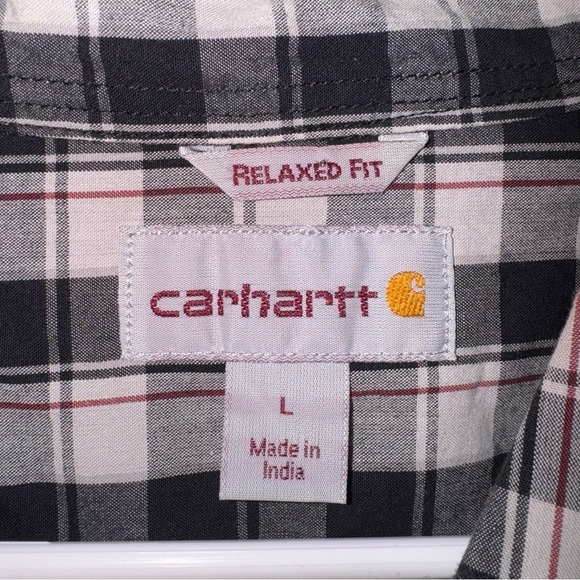 RELAXED FIT
carhartt
L
Made in
India